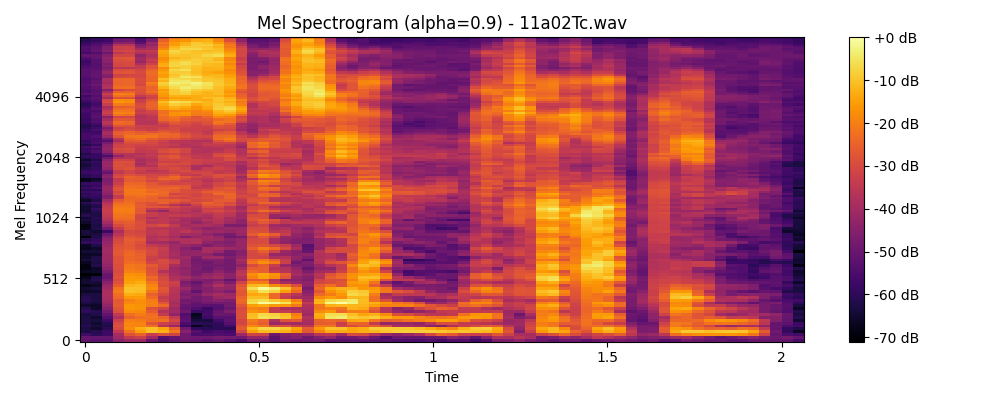 Mel Spectrogram (alpha=0.9) - 11a02Tc.wav
Mel Frequency
4096
2048
1024
512
0
0
0.5
1
1.5
2
Time
+0 dB
-10 dB
-20 dB
-30 dB
-40 dB
-50 dB
-60 dB
-70 dB